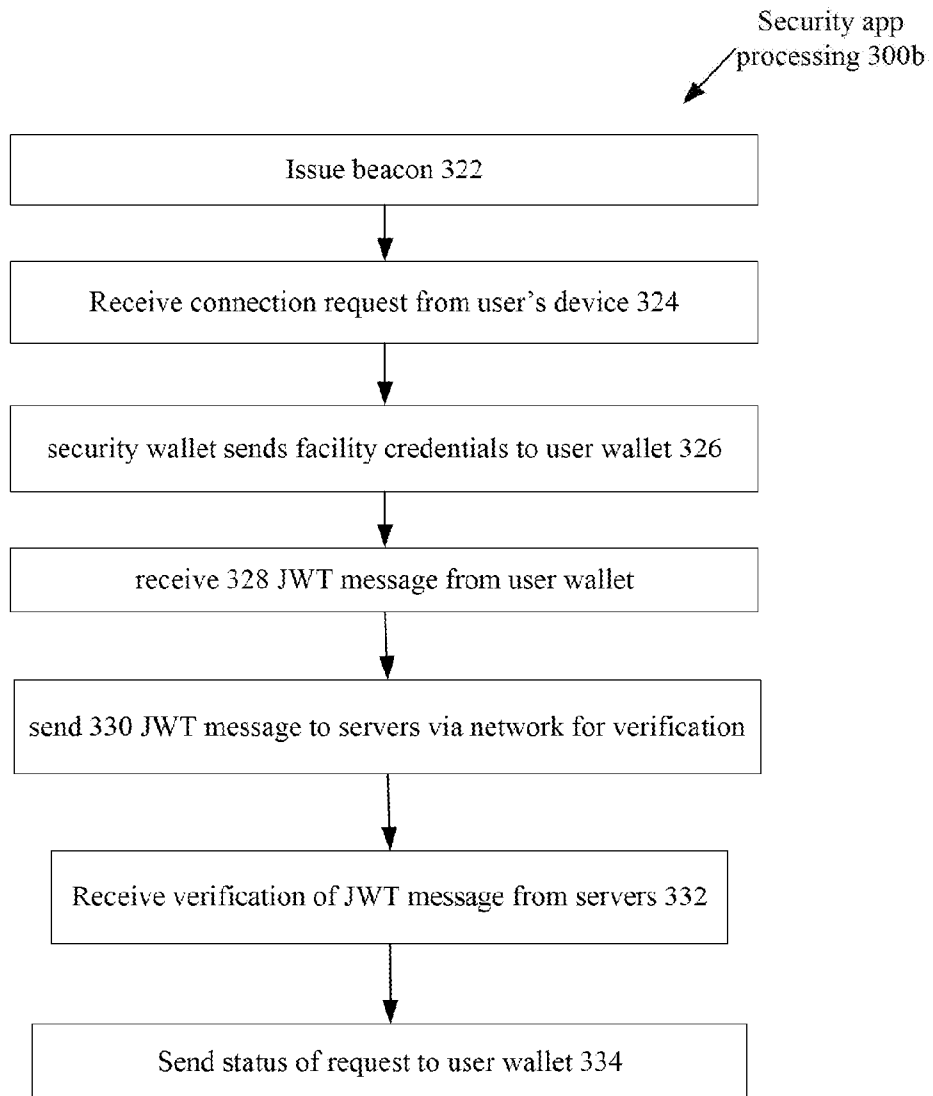 Security app
processing 300b
Issue beacon 322
Receive connection request from user's device 324
security wallet sends facility credentials to user wallet 326
receive 328 JWT message from user wallet
send 330 JWT message to servers via network for verification
Receive verification of JWT message from servers 332
Send status of request to user wallet 334